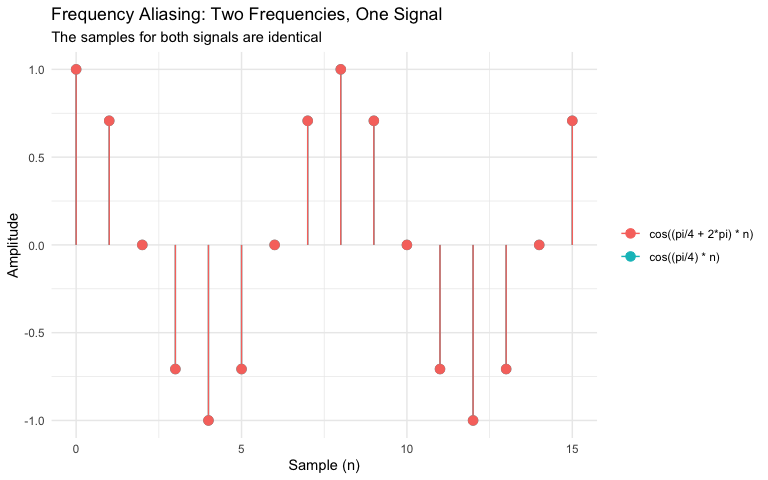 Frequency Aliasing: Two Frequencies, One Signal
The samples for both signals are identical
1.0
0.5
0.0
-0.5
-1.0
Amplitude
0
5
10
15
Sample (n)
cos((pi/4 + 2*pi) * n)
cos((pi/4) * n)